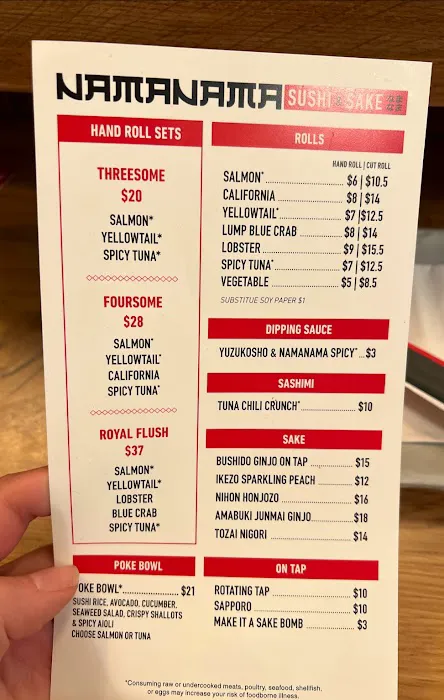 NAMANAMA SUSHI & SAKE
HAND ROLL SETS
THREESOME
$20
SALMON*
YELLOWTAIL*
SPICY TUNA*
FOURSOME
$28
SALMON*
YELLOWTAIL*
CALIFORNIA
SPICY TUNA*
ROYAL FLUSH
$37
SALMON*
YELLOWTAIL*
LOBSTER
BLUE CRAB
SPICY TUNA*
POKE BOWL
POKE BOWL* $21
SUSHI RICE, AVOCADO, CUCUMBER,
SEAWEED SALAD, CRISPY SHALLOTS
& SPICY AIOLI
CHOOSE SALMON OR TUNA
ROLLS
HAND ROLL | CUT ROLL
SALMON* $6 | $10.5
CALIFORNIA $8 | $14
YELLOWTAIL* $7 | $12.5
LUMP BLUE CRAB $8 | $14
LOBSTER $9 | $15.5
SPICY TUNA* $7 | $12.5
VEGETABLE $5 | $8.5
SUBSTITUE SOY PAPER $1
DIPPING SAUCE
YUZUKOSHO & NAMANAMA SPICY* $3
SASHIMI
TUNA CHILI CRUNCH* $10
SAKE
BUSHIDO GINJO ON TAP $15
IKEZO SPARKLING PEACH $12
NIHON HONJOZO $16
AMABUKI JUNMAI GINJO $18
TOZAI NIGORI $14
ON TAP
ROTATING TAP $10
SAPPORO $10
MAKE IT A SAKE BOMB $3
*Consuming raw or undercooked meats, poultry, seafood, shellfish,
or eggs may increase your risk of foodborne illness.